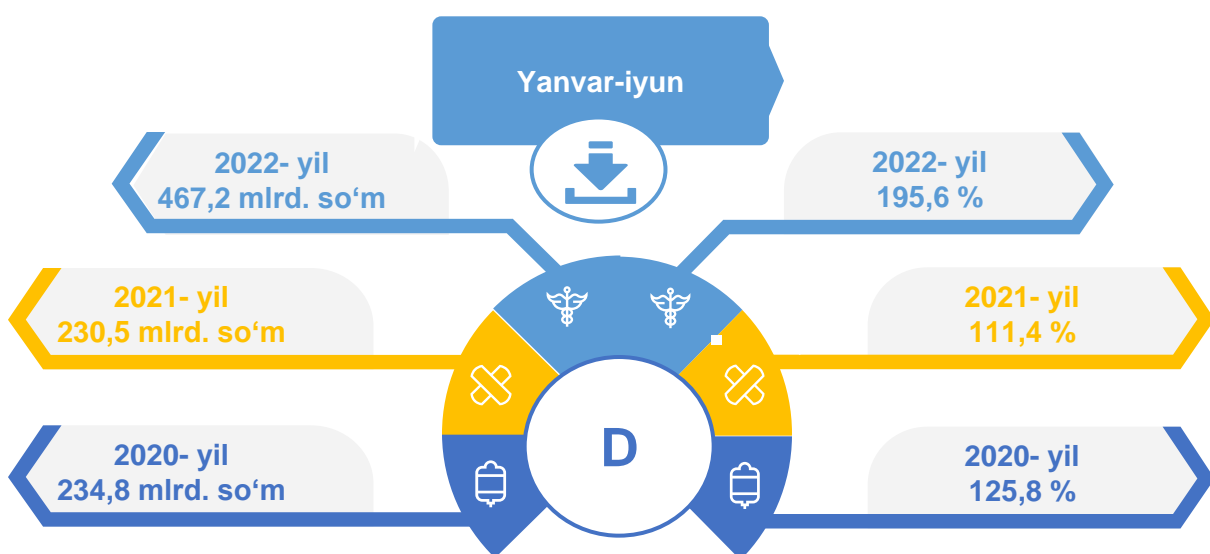 Yanvar-iyun
2022- yil
467,2 mlrd. so‘m
2022- yil
195,6 %
2021- yil
230,5 mlrd. so‘m
2021- yil
111,4 %
D
2020- yil
234,8 mlrd. so‘m
2020- yil
125,8 %